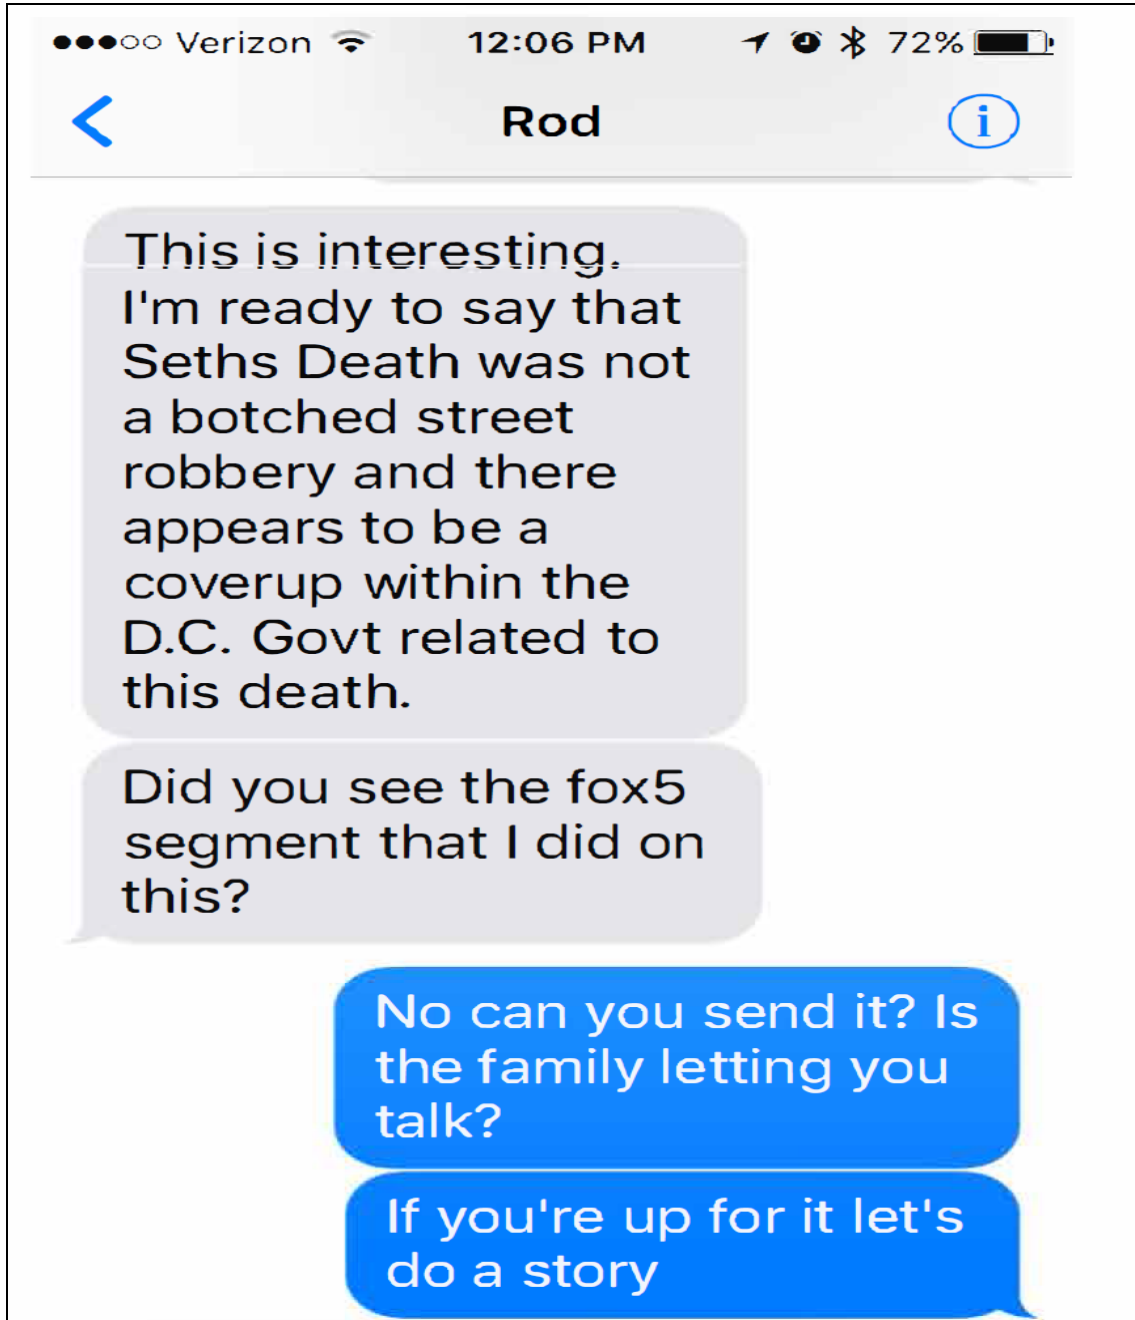 Verizon 12:06 PM 72%
Rod
This is interesting.
I'm ready to say that
Seths Death was not
a botched street
robbery and there
appears to be a
coverup within the
D.C. Govt related to
this death.
Did you see the fox5
segment that I did on
this?
No can you send it? Is
the family letting you
talk?
If you're up for it let's
do a story